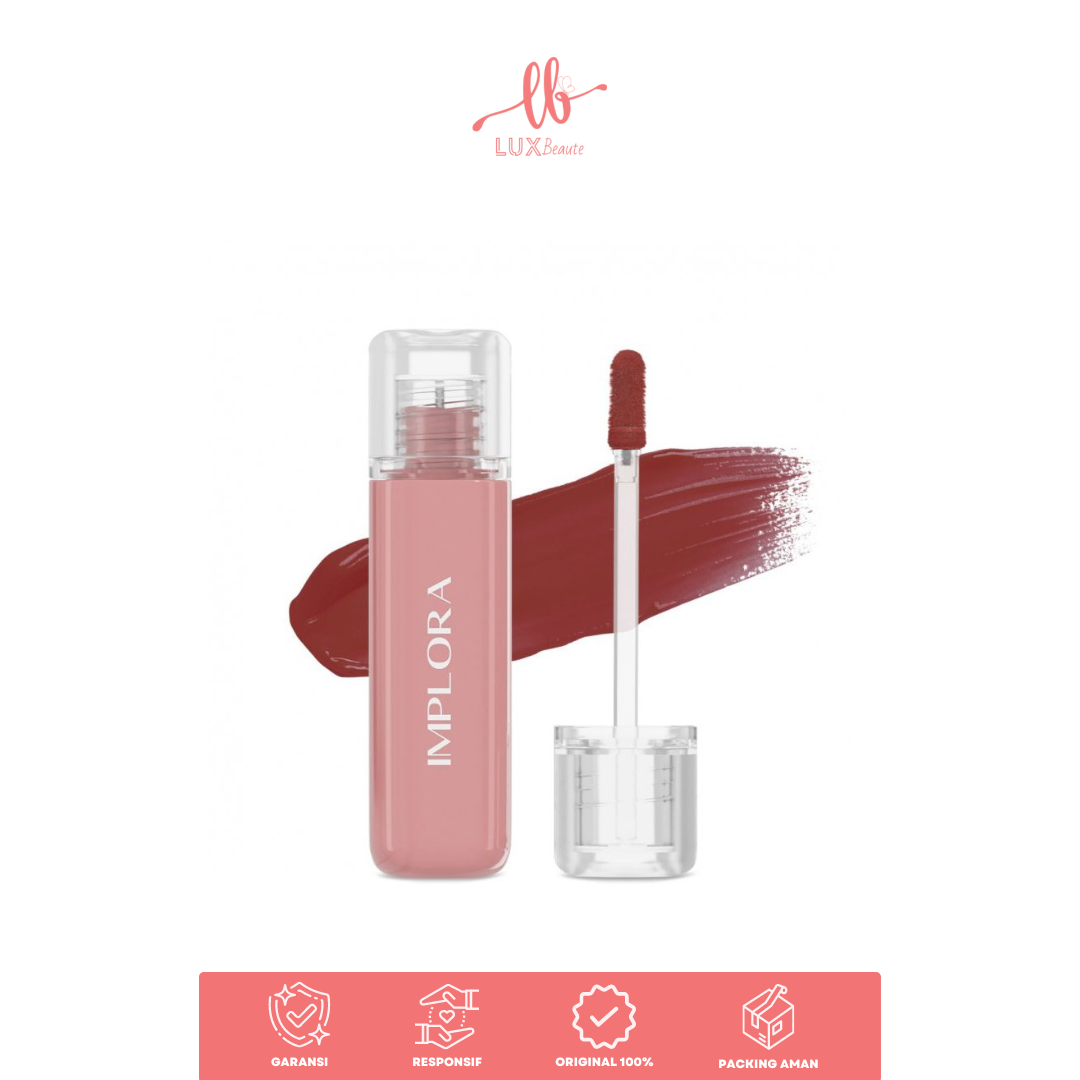 lb
LUX Beaute
IMPLORA
GARANSI
RESPONSIF
ORIGINAL 100%
PACKING AMAN